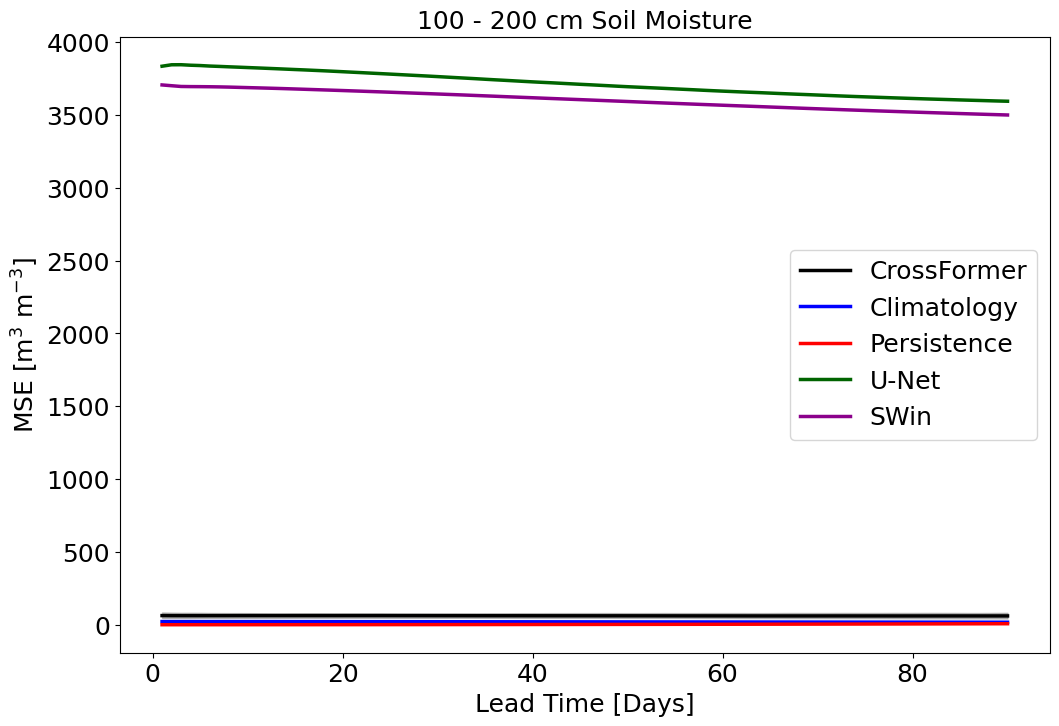 100 - 200 cm Soil Moisture
MSE [m³ m⁻³]
4000
3500
3000
2500
2000
1500
1000
500
0
0 20 40 60 80
Lead Time [Days]
CrossFormer
Climatology
Persistence
U-Net
SWin